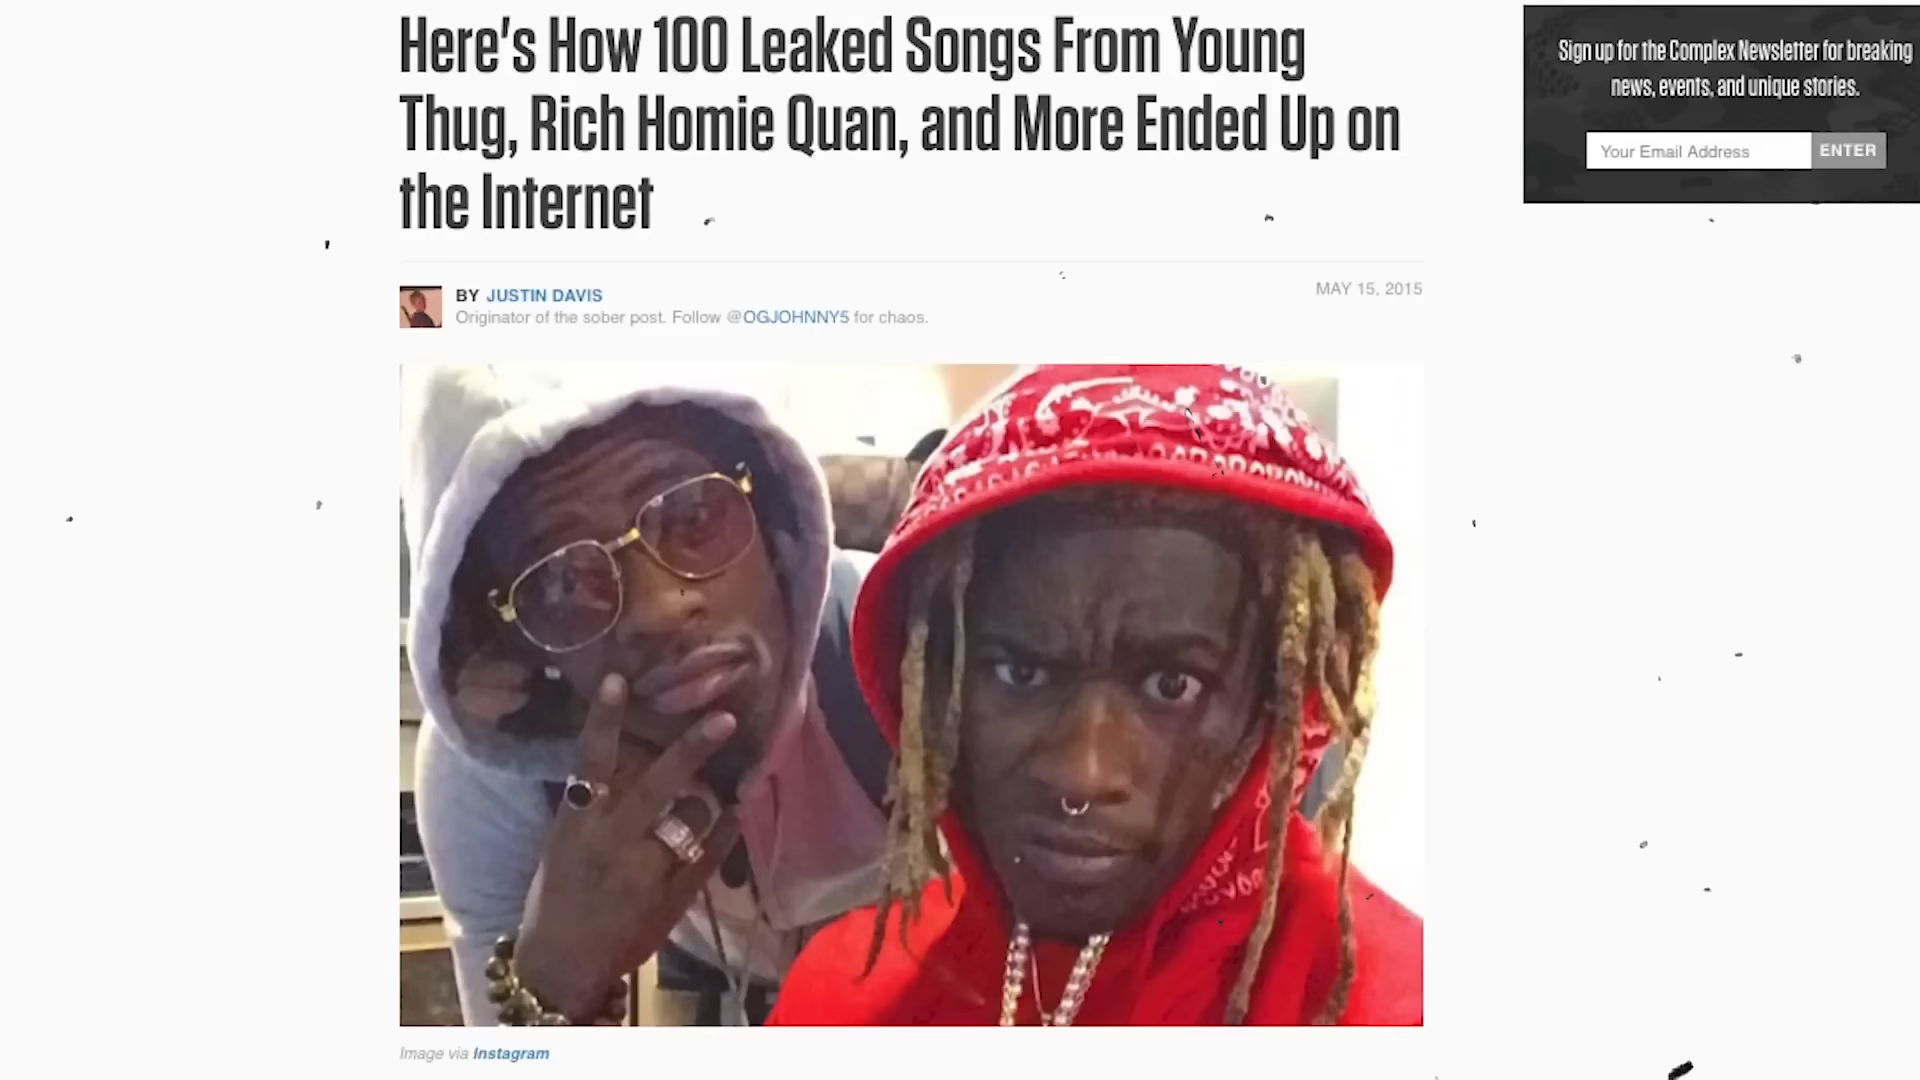 Here's How 100 Leaked Songs From Young
Thug, Rich Homie Quan, and More Ended Up on
the Internet
BY JUSTIN DAVIS
Originator of the sober post. Follow @OGJOHNNY5 for chaos.
MAY 15, 2015
Image via Instagram
Sign up for the Complex Newsletter for breaking
news, events, and unique stories.
Your Email Address
ENTER